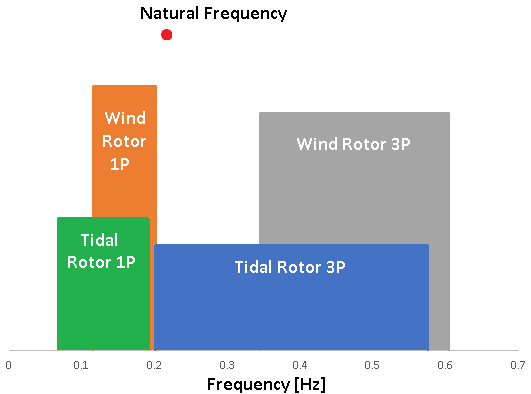 Natural Frequency
Wind
Rotor
1P
Wind Rotor 3P
Tidal
Rotor 1P
Tidal Rotor 3P
0 0.1 0.2 0.3 0.4 0.5 0.6 0.7
Frequency [Hz]